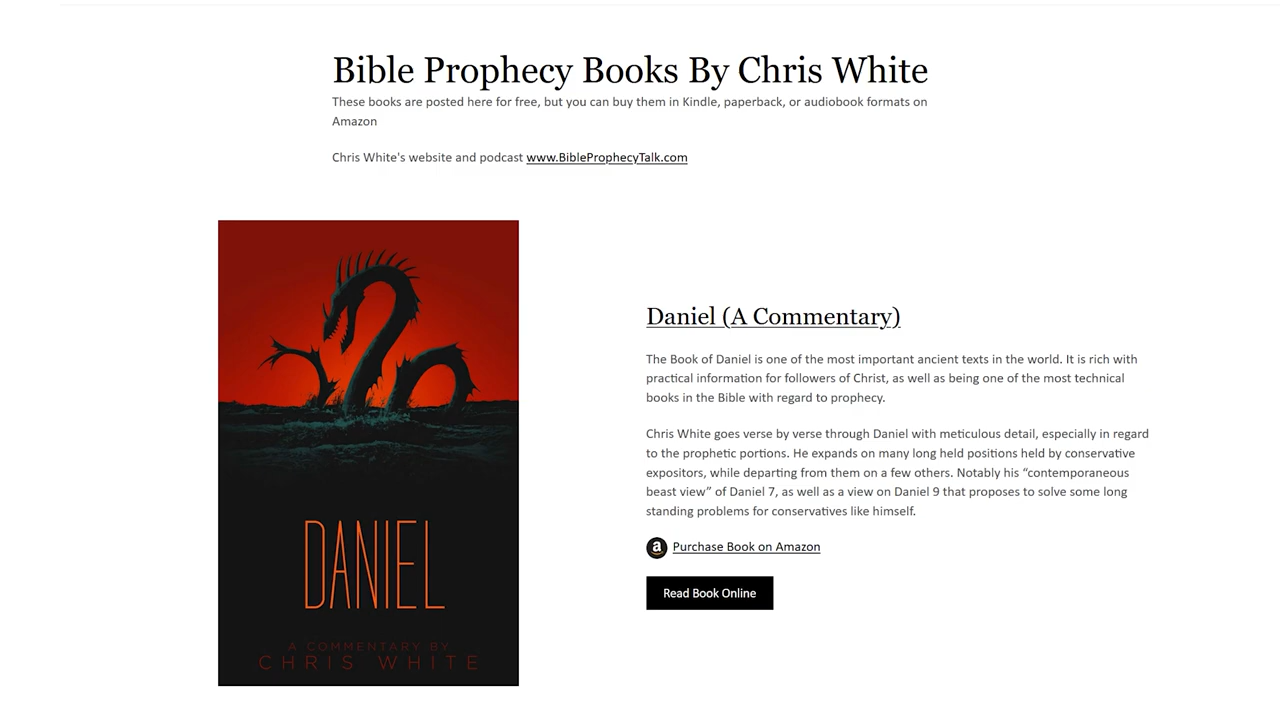 Bible Prophecy Books By Chris White
These books are posted here for free, but you can buy them in Kindle, paperback, or audiobook formats on
Amazon
Chris White's website and podcast www.BibleProphecyTalk.com
Daniel (A Commentary)
The Book of Daniel is one of the most important ancient texts in the world. It is rich with
practical information for followers of Christ, as well as being one of the most technical
books in the Bible with regard to prophecy.
Chris White goes verse by verse through Daniel with meticulous detail, especially in regard
to the prophetic portions. He expands on many long held positions held by conservative
expositors, while departing from them on a few others. Notably his “contemporaneous
beast view” of Daniel 7, as well as a view on Daniel 9 that proposes to solve some long
standing problems for conservatives like himself.
a Purchase Book on Amazon
Read Book Online
DANIEL
A COMMENTARY BY
CHRIS WHITE